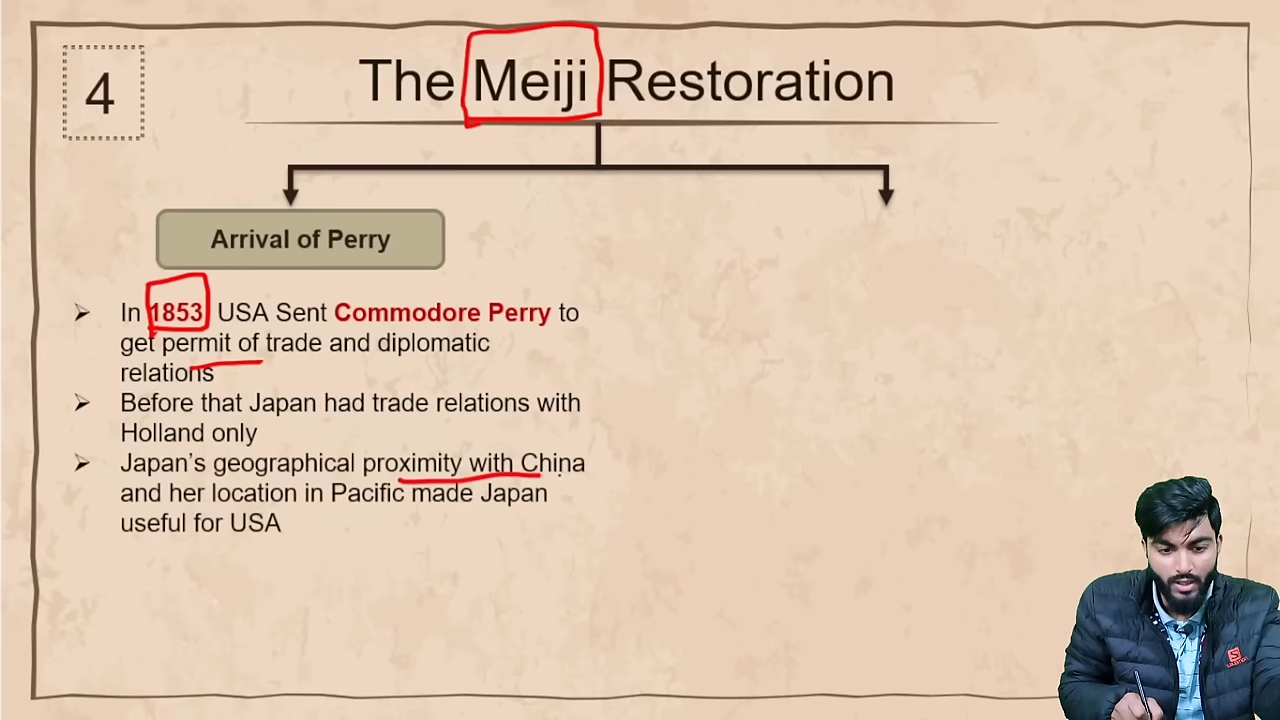 4
The Meiji Restoration
Arrival of Perry
➢ In 1853 USA Sent Commodore Perry to
get permit of trade and diplomatic
relations
➢ Before that Japan had trade relations with
Holland only
➢ Japan’s geographical proximity with China
and her location in Pacific made Japan
useful for USA
S